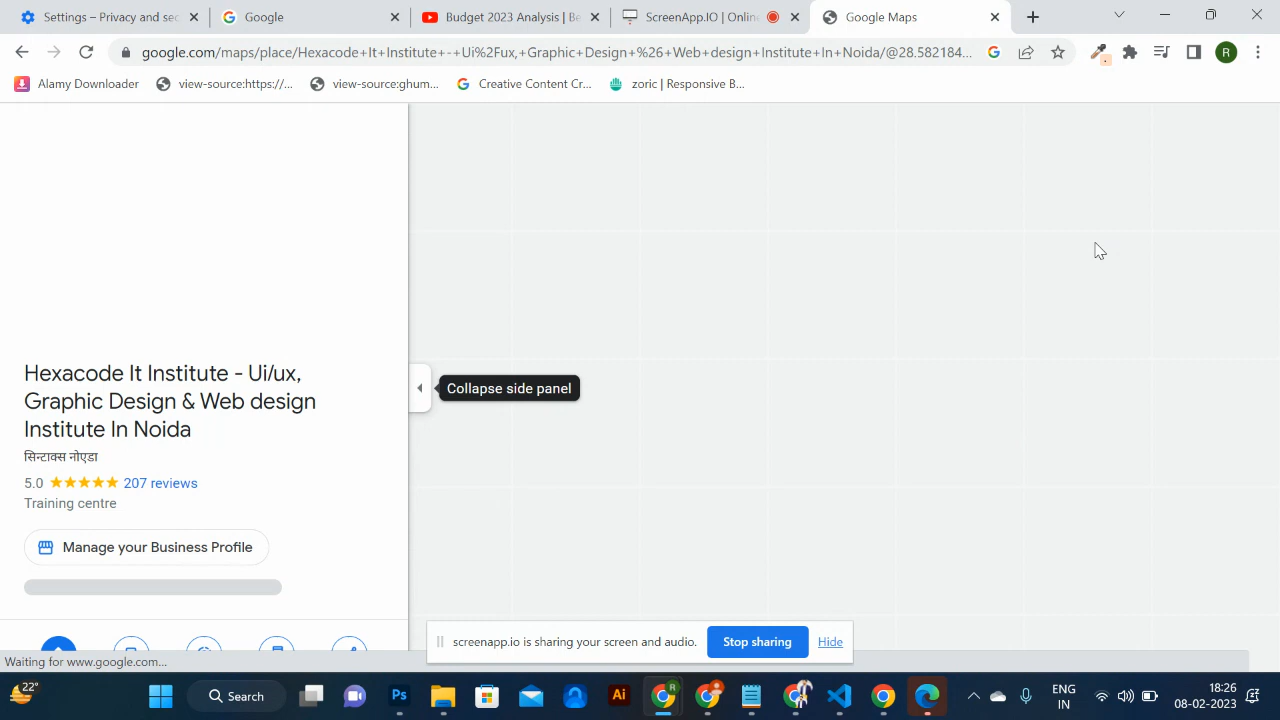 Settings – Privacy and sec
Google
Budget 2023 Analysis | Be
ScreenApp.IO | Onlin
Google Maps
google.com/maps/place/Hexacode+It+Institute+-+Ui%2Fux,+Graphic+Design+%26+Web+design+Institute+In+Noida/@28.582184...
R
Alamy Downloader
view-source:https://...
view-source:ghum...
Creative Content Cr...
zoric | Responsive B...
Hexacode It Institute - Ui/ux,
Graphic Design & Web design
Institute In Noida
सिन्टाक्स नोएडा
5.0
207 reviews
Training centre
Manage your Business Profile
Collapse side panel
screenapp.io is sharing your screen and audio.
Stop sharing
Hide
Waiting for www.google.com...
22°
Search
Ps
Ai
R
ENG
IN
18:26
08-02-2023